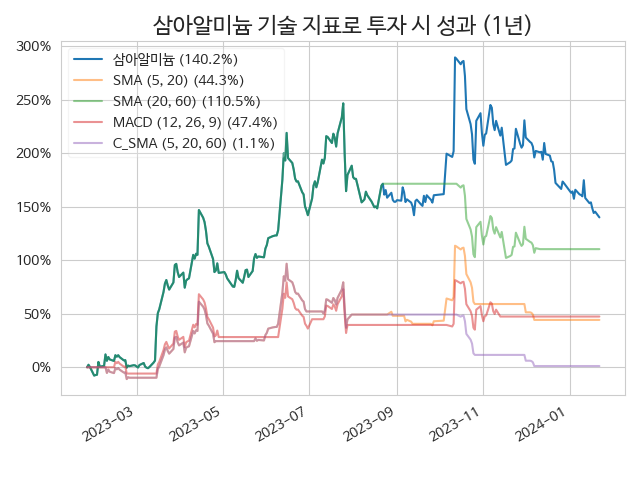 삼아알미늄 기술 지표로 투자 시 성과 (1년)
300%
250%
200%
150%
100%
50%
0%
삼아알미늄 (140.2%)
SMA (5, 20) (44.3%)
SMA (20, 60) (110.5%)
MACD (12, 26, 9) (47.4%)
C_SMA (5, 20, 60) (1.1%)
2023-03
2023-05
2023-07
2023-09
2023-11
2024-01